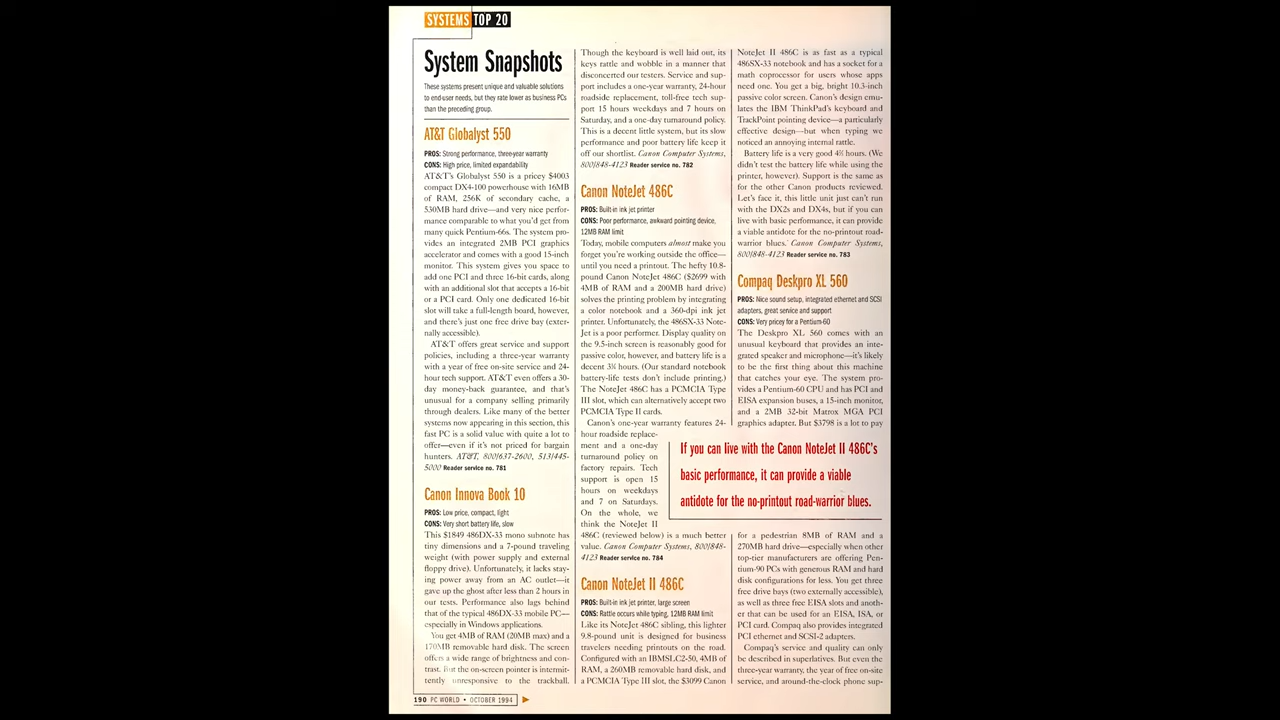 SYSTEMS TOP 20
System Snapshots
These systems present unique and valuable solutions
to end-user needs, but they rate lower as business PCs
than the preceding group.
AT&T Globalyst 550
PROS: Strong performance, three-year warranty
CONS: High price, limited expandability
AT&T's Globalyst 550 is a pricey $4003
compact DX4-100 powerhouse with 16MB
of RAM, 256K of secondary cache, a
530MB hard drive—and very nice perfor-
mance comparable to what you'd get from
many quick Pentium-66s. The system pro-
vides an integrated 2MB PCI graphics
accelerator and comes with a good 15-inch
monitor. This system gives you space to
add one PCI and three 16-bit cards, along
with an additional slot that accepts a 16-bit
or a PCI card. Only one dedicated 16-bit
slot will take a full-length board, however,
and there's just one free drive bay (exter-
nally accessible).
AT&T offers great service and support
policies, including a three-year warranty
with a year of free on-site service and 24-
hour tech support. AT&T even offers a 30-
day money-back guarantee, and that's
unusual for a company selling primarily
through dealers. Like many of the better
systems now appearing in this section, this
fast PC is a solid value with quite a lot to
offer—even if it's not priced for bargain
hunters. AT&T, 800/637-2600, 513/445-
5000 Reader service no. 781
Canon Innova Book 10
PROS: Low price, compact, light
CONS: Very short battery life, slow
This $1849 486DX-33 mono subnote has
tiny dimensions and a 7-pound traveling
weight (with power supply and external
floppy drive). Unfortunately, it lacks stay-
ing power away from an AC outlet—it
gave up the ghost after less than 2 hours in
our tests. Performance also lags behind
that of the typical 486DX-33 mobile PC—
especially in Windows applications.
You get 4MB of RAM (20MB max) and a
170MB removable hard disk. The screen
offers a wide range of brightness and con-
trast. But the on-screen pointer is intermit-
tently unresponsive to the trackball.
Though the keyboard is well laid out, its
keys rattle and wobble in a manner that
disconcerted our testers. Service and sup-
port includes a one-year warranty, 24-hour
roadside replacement, toll-free tech sup-
port 15 hours weekdays and 7 hours on
Saturday, and a one-day turnaround policy.
This is a decent little system, but its slow
performance and poor battery life keep it
off our shortlist. Canon Computer Systems,
800/848-4123 Reader service no. 782
Canon NoteJet 486C
PROS: Built-in ink jet printer
CONS: Poor performance, awkward pointing device,
12MB RAM limit
Today, mobile computers almost make you
forget you're working outside the office—
until you need a printout. The hefty 10.8-
pound Canon NoteJet 486C ($2699 with
4MB of RAM and a 200MB hard drive)
solves the printing problem by integrating
a color notebook and a 360-dpi ink jet
printer. Unfortunately, the 486SX-33 Note-
Jet is a poor performer. Display quality on
the 9.5-inch screen is reasonably good for
passive color, however, and battery life is a
decent 3¾ hours. (Our standard notebook
battery-life tests don't include printing.)
The NoteJet 486C has a PCMCIA Type
III slot, which can alternatively accept two
PCMCIA Type II cards.
Canon's one-year warranty features 24-
hour roadside replace-
ment and a one-day
turnaround policy on
factory repairs. Tech
support is open 15
hours on weekdays
and 7 on Saturdays.
On the whole, we
think the NoteJet II
486C (reviewed below) is a much better
value. Canon Computer Systems, 800/848-
4123 Reader service no. 784
Canon NoteJet II 486C
PROS: Built-in ink jet printer, large screen
CONS: Rattle occurs while typing, 12MB RAM limit
Like its NoteJet 486C sibling, this lighter
9.8-pound unit is designed for business
travelers needing printouts on the road.
Configured with an IBMSLC2-50, 4MB of
RAM, a 260MB removable hard disk, and
a PCMCIA Type III slot, the $3099 Canon
NoteJet II 486C is as fast as a typical
486SX-33 notebook and has a socket for a
math coprocessor for users whose apps
need one. You get a big, bright 10.3-inch
passive color screen. Canon's design emu-
lates the IBM ThinkPad's keyboard and
TrackPoint pointing device—a particularly
effective design—but when typing we
noticed an annoying internal rattle.
Battery life is a very good 4¾ hours. (We
didn't test the battery life while using the
printer, however). Support is the same as
for the other Canon products reviewed.
Let's face it, this little unit just can't run
with the DX2s and DX4s, but if you can
live with basic performance, it can provide
a viable antidote for the no-printout road-
warrior blues. Canon Computer Systems,
800/848-4123 Reader service no. 783
Compaq Deskpro XL 560
PROS: Nice sound setup, integrated ethernet and SCSI
adapters, great service and support
CONS: Very pricey for a Pentium-60
The Deskpro XL 560 comes with an
unusual keyboard that provides an inte-
grated speaker and microphone—it's likely
to be the first thing about this machine
that catches your eye. The system pro-
vides a Pentium-60 CPU and has PCI and
EISA expansion buses, a 15-inch monitor,
and a 2MB 32-bit Matrox MGA PCI
graphics adapter. But $3798 is a lot to pay
If you can live with the Canon NoteJet II 486C's
basic performance, it can provide a viable
antidote for the no-printout road-warrior blues.
for a pedestrian 8MB of RAM and a
270MB hard drive—especially when other
top-tier manufacturers are offering Pen-
tium-90 PCs with generous RAM and hard
disk configurations for less. You get three
free drive bays (two externally accessible),
as well as three free EISA slots and anoth-
er that can be used for an EISA, ISA, or
PCI card. Compaq also provides integrated
PCI ethernet and SCSI-2 adapters.
Compaq's service and quality can only
be described in superlatives. But even the
three-year warranty, the year of free on-site
service, and around-the-clock phone sup-
190 PC WORLD • OCTOBER 1994